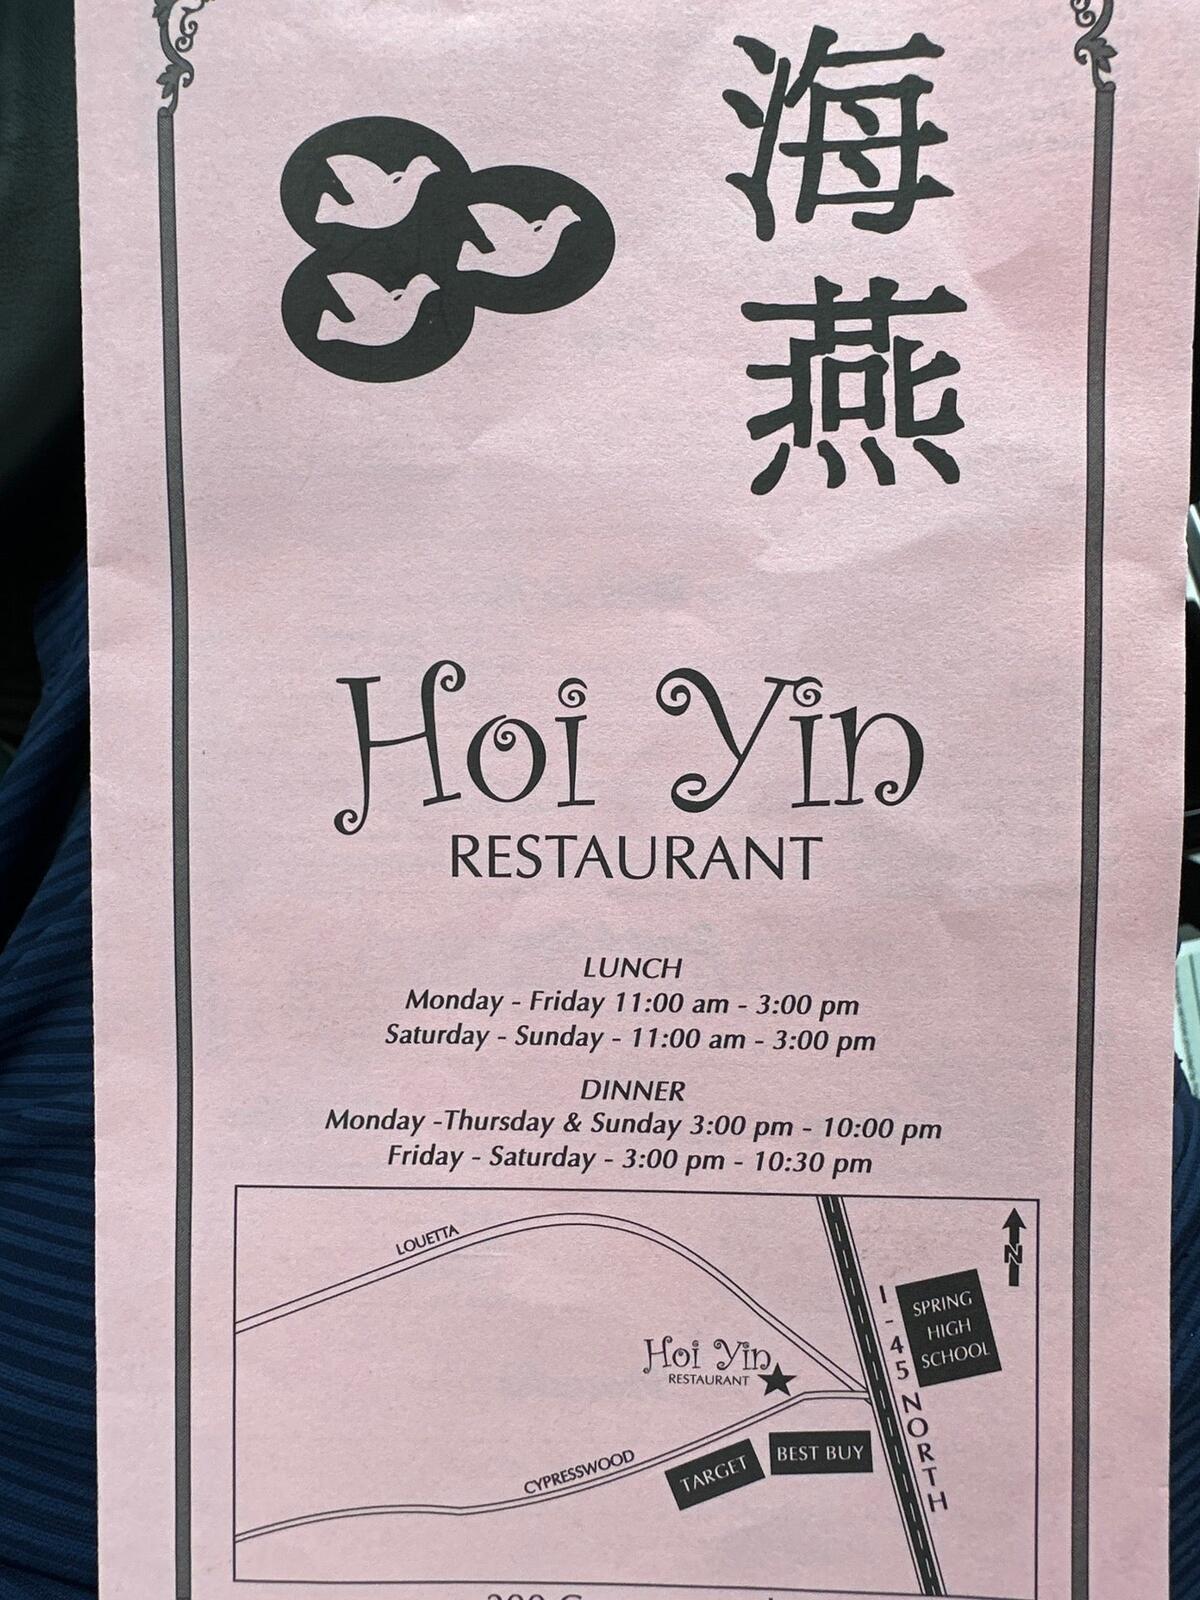 海
燕
Hoi Yin
RESTAURANT
LUNCH
Monday - Friday 11:00 am - 3:00 pm
Saturday - Sunday - 11:00 am - 3:00 pm
DINNER
Monday -Thursday & Sunday 3:00 pm - 10:00 pm
Friday - Saturday - 3:00 pm - 10:30 pm
LOUETTA
N
I-45 NORTH
SPRING
HIGH
SCHOOL
Hoi Yin
RESTAURANT
CYPRESSWOOD
TARGET
BEST BUY